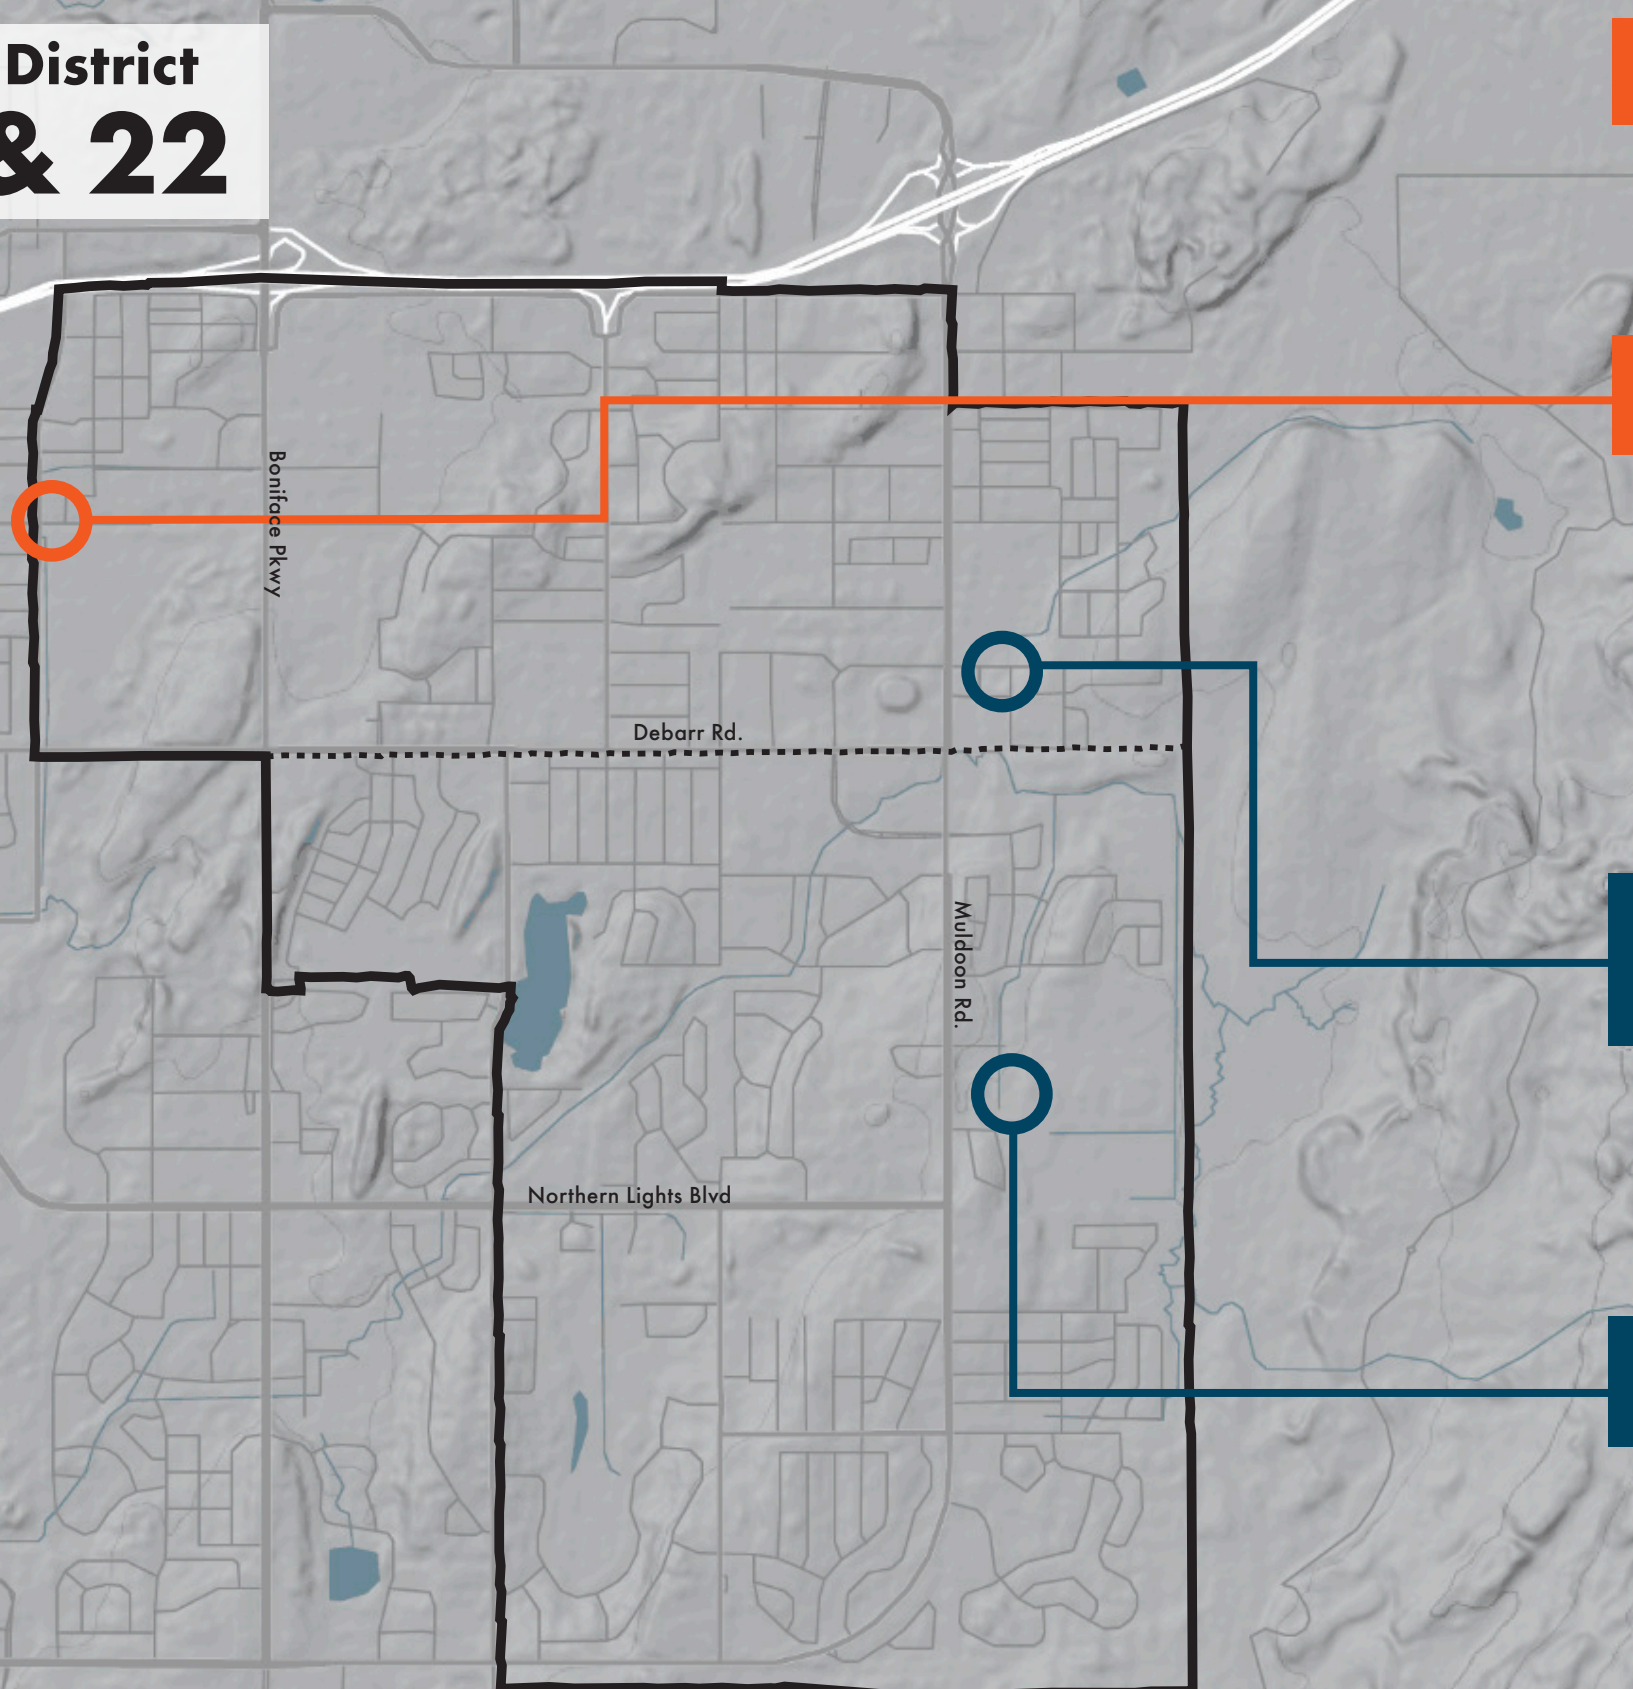 District
& 22
Boniface Pkwy
Debarr Rd.
Muldoon Rd.
Northern Lights Blvd